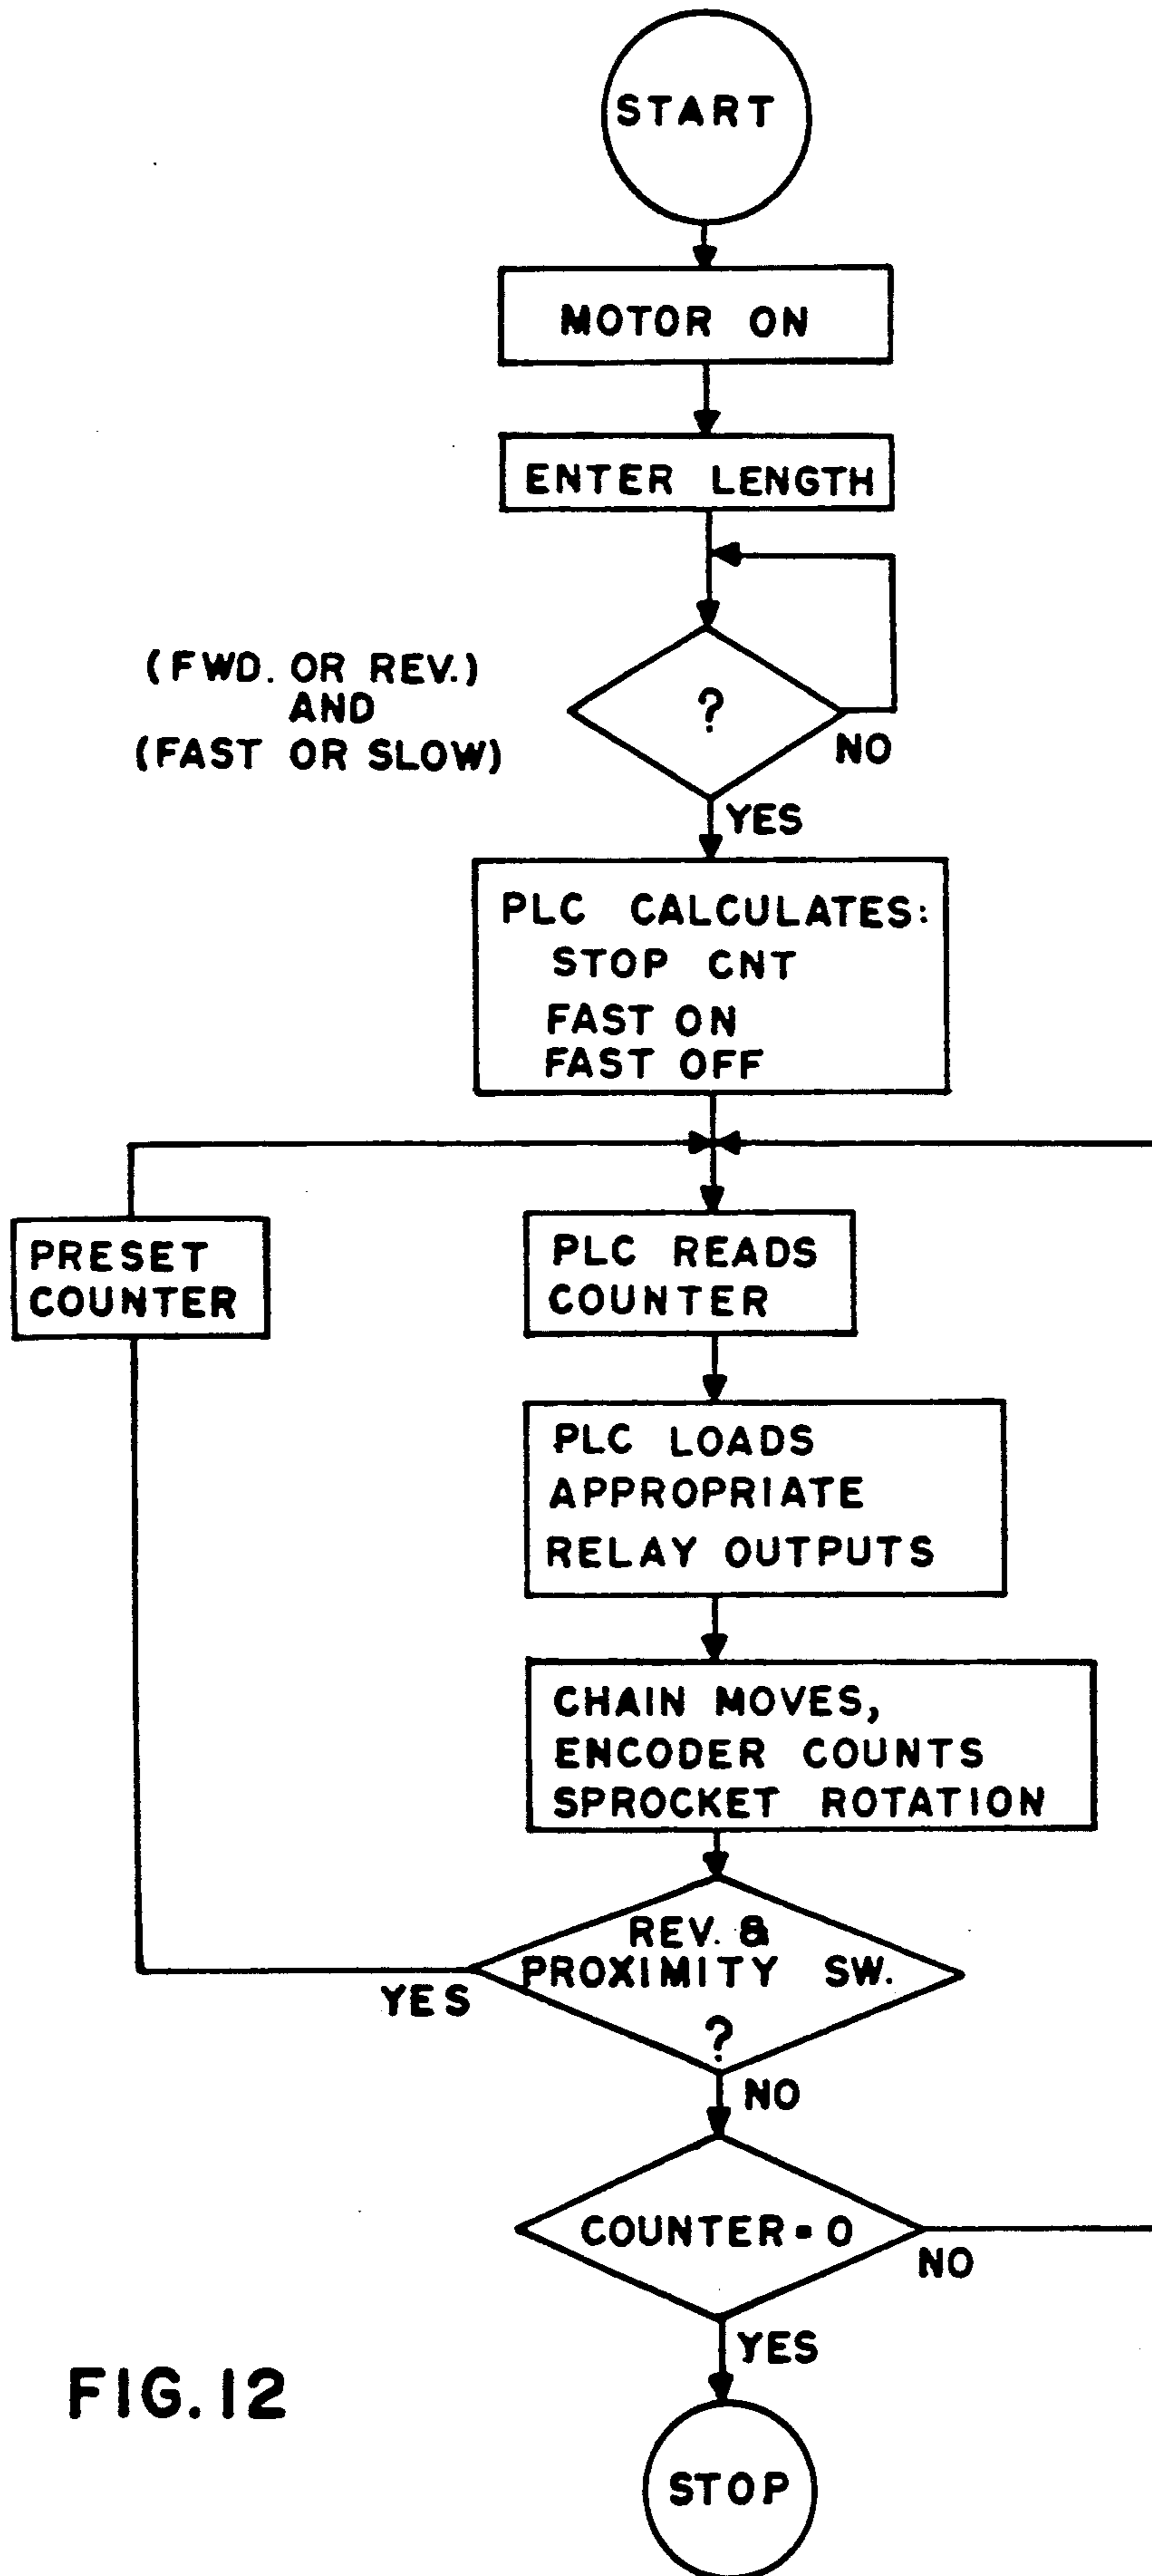 START
MOTOR ON
ENTER LENGTH
(FWD. OR REV.)
AND
(FAST OR SLOW)
?
NO
YES
PLC CALCULATES:
STOP CNT
FAST ON
FAST OFF
PRESET
COUNTER
PLC READS
COUNTER
PLC LOADS
APPROPRIATE
RELAY OUTPUTS
CHAIN MOVES,
ENCODER COUNTS
SPROCKET ROTATION
REV. &
PROXIMITY SW.
?
YES
NO
COUNTER = 0
NO
YES
STOP
FIG. 12